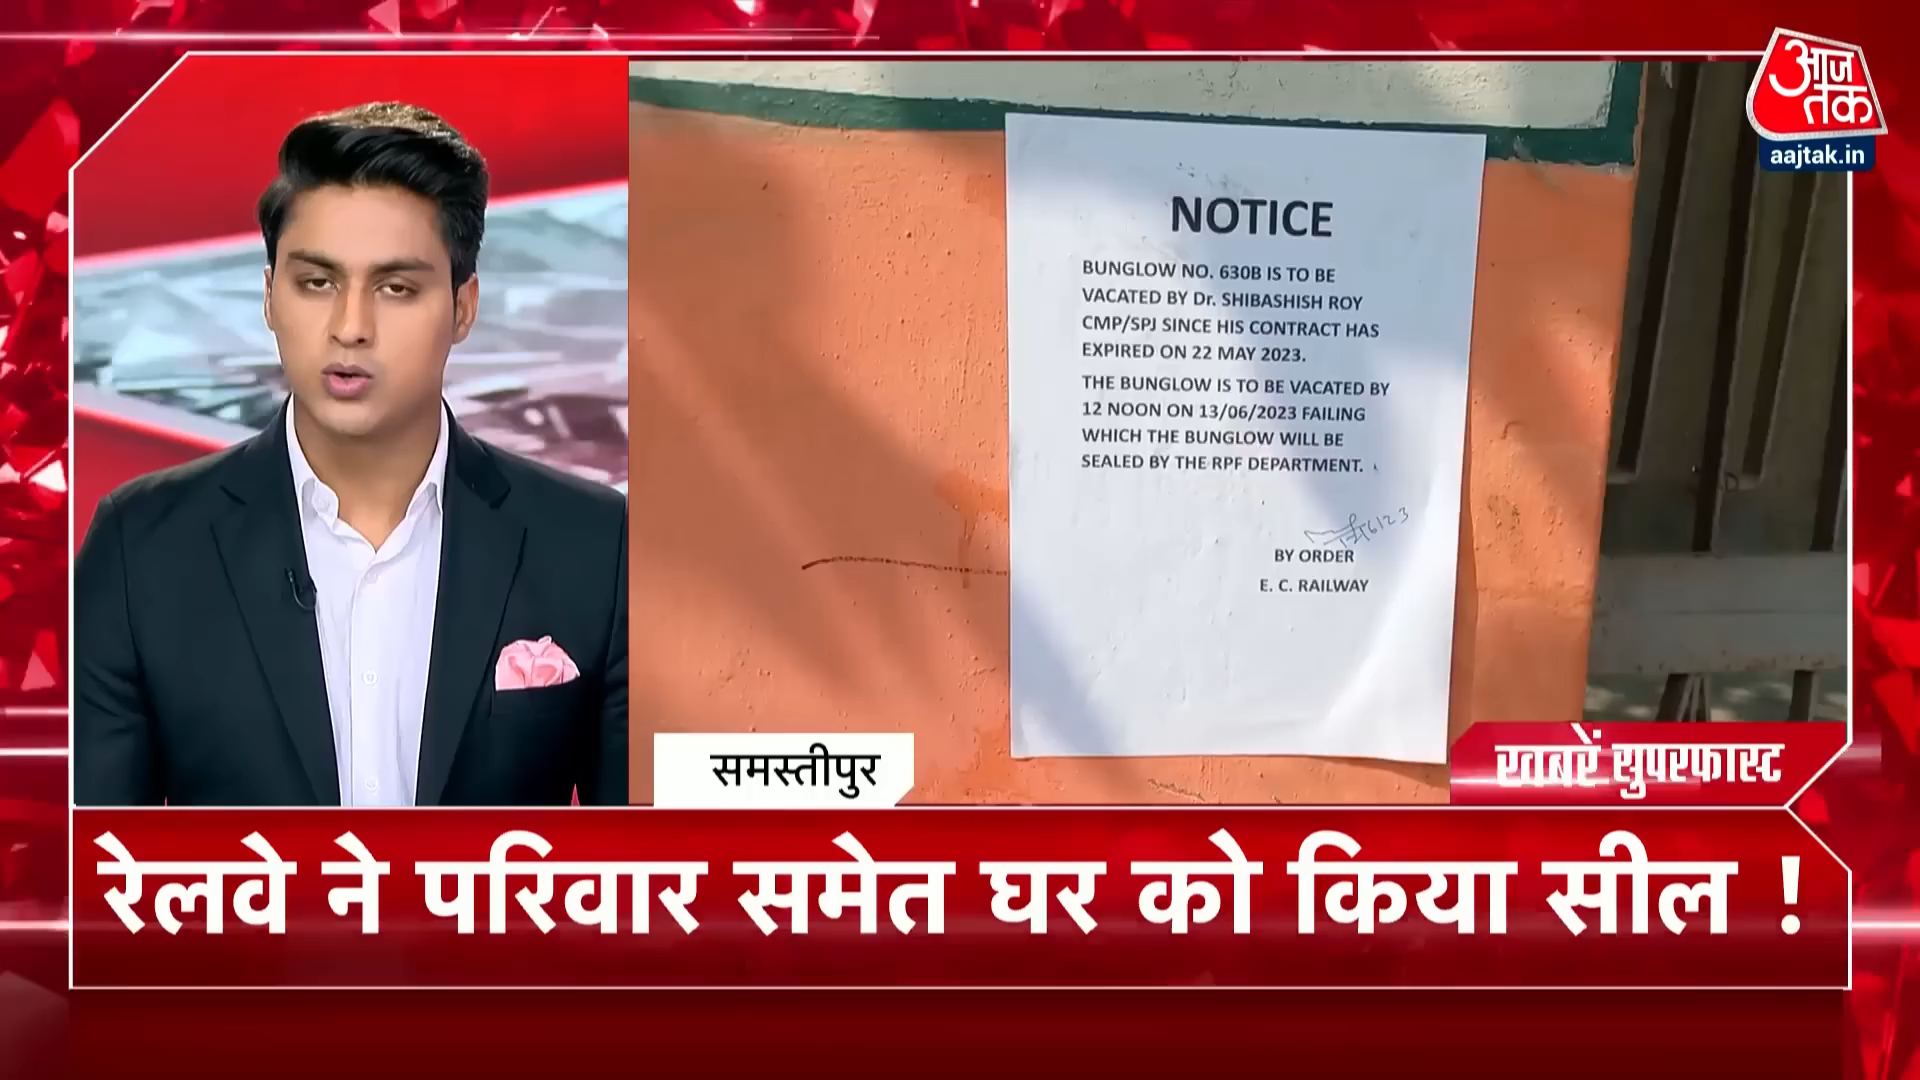 आज
तक
aajtak.in
NOTICE
BUNGLOW NO. 630B IS TO BE
VACATED BY Dr. SHIBASHISH ROY
CMP/SPJ SINCE HIS CONTRACT HAS
EXPIRED ON 22 MAY 2023.
THE BUNGLOW IS TO BE VACATED BY
12 NOON ON 13/06/2023 FAILING
WHICH THE BUNGLOW WILL BE
SEALED BY THE RPF DEPARTMENT.
BY ORDER
E. C. RAILWAY
समस्तीपुर
खबरें सुपरफास्ट
रेलवे ने परिवार समेत घर को किया सील !